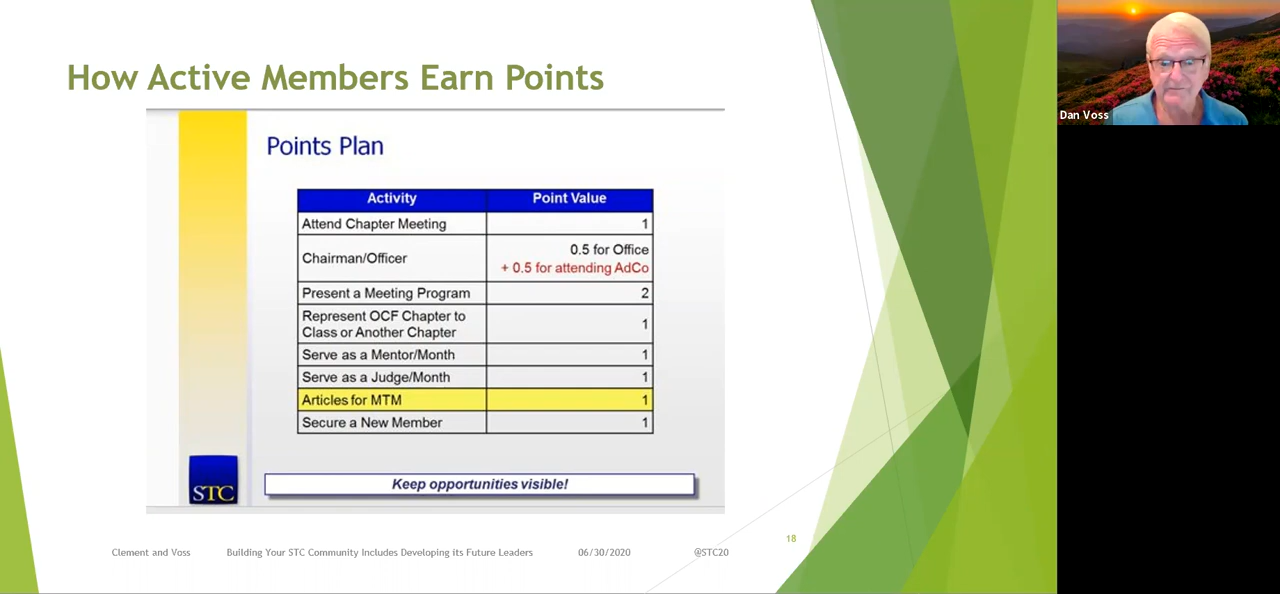 How Active Members Earn Points
Points Plan
Activity Point Value
Attend Chapter Meeting 1
Chairman/Officer 0.5 for Office
+ 0.5 for attending AdCo
Present a Meeting Program 2
Represent OCF Chapter to
Class or Another Chapter 1
Serve as a Mentor/Month 1
Serve as a Judge/Month 1
Articles for MTM 1
Secure a New Member 1
STC
Keep opportunities visible!
18
Clement and Voss Building Your STC Community Includes Developing its Future Leaders 06/30/2020 @STC20
Dan Voss